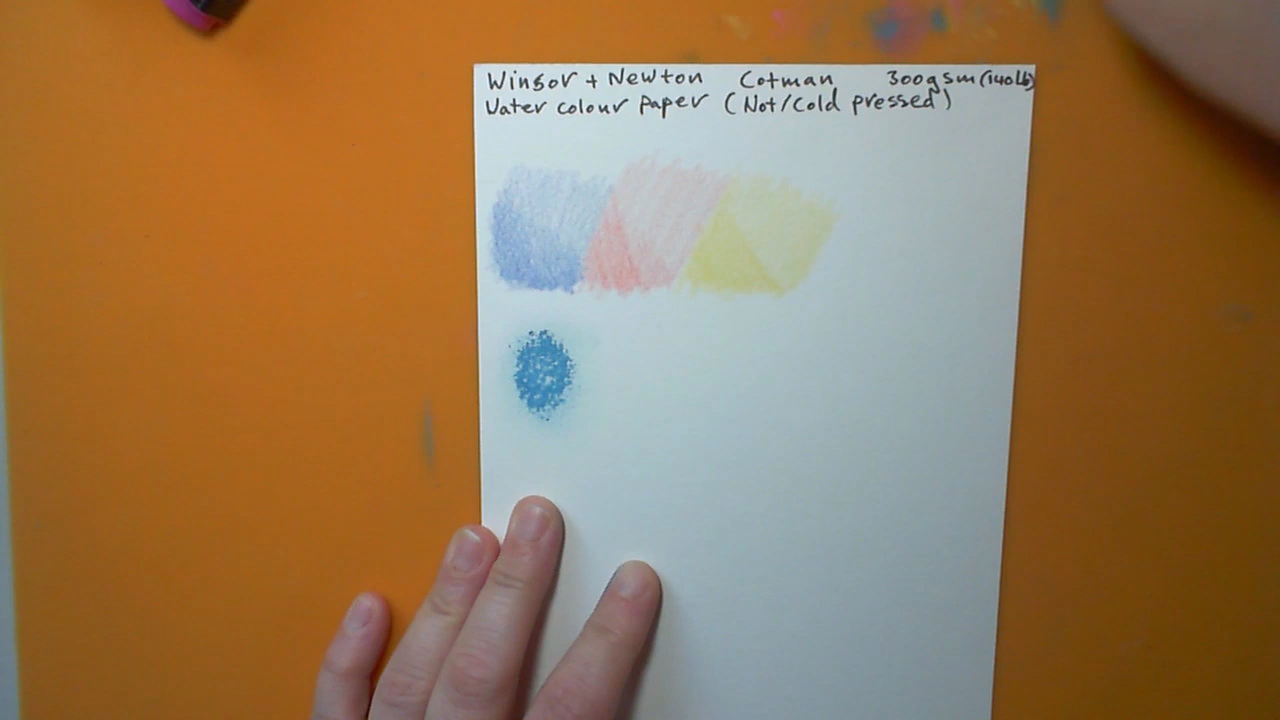 Winsor + Newton Cotman 300gsm (140lb)
Water colour paper (Not/Cold pressed)